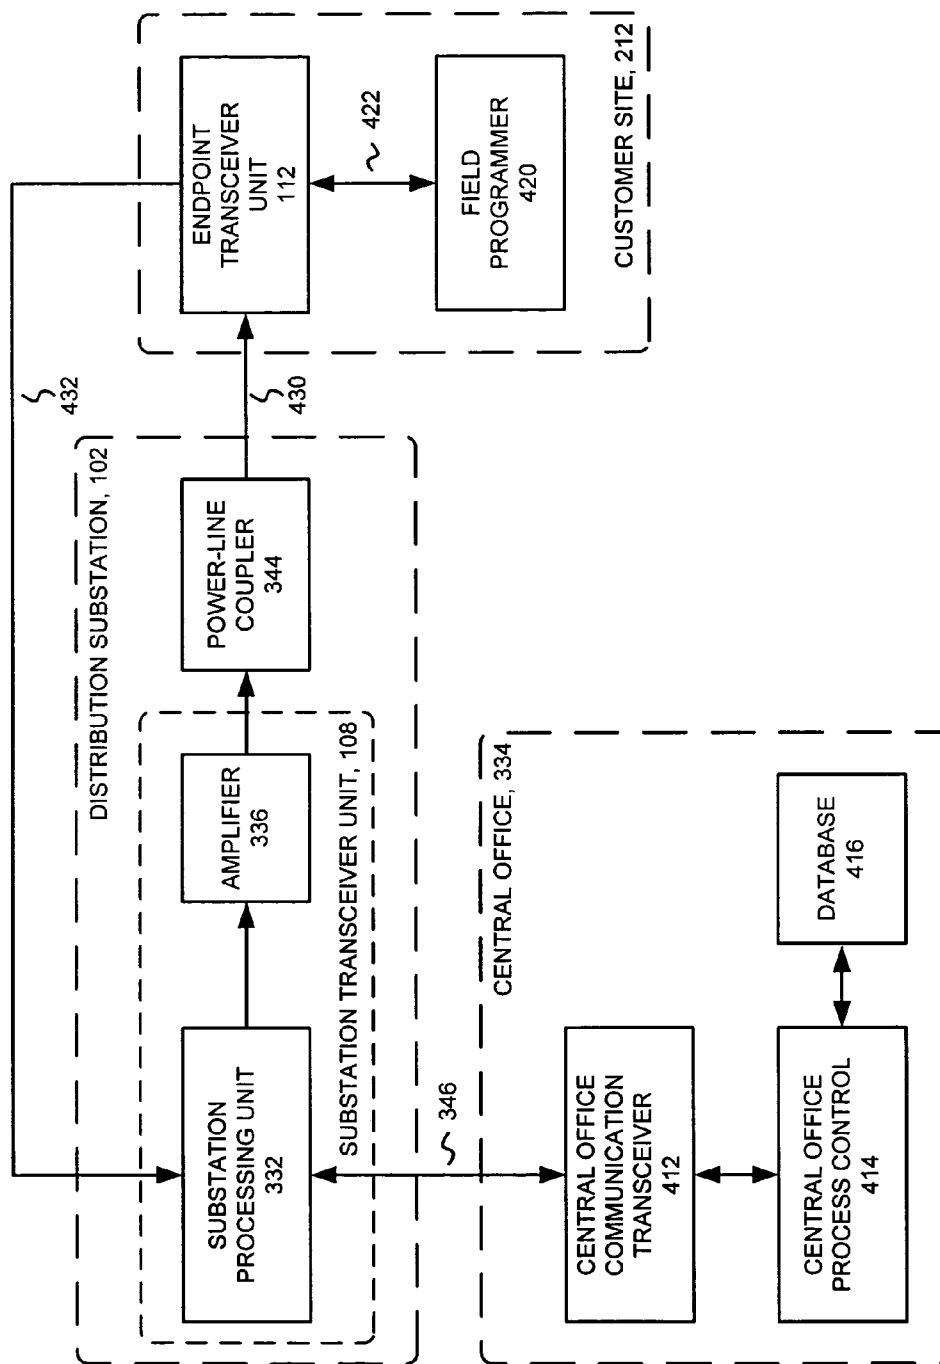 432
DISTRIBUTION SUBSTATION, 102
SUBSTATION
PROCESSING UNIT
332
AMPLIFIER
336
SUBSTATION TRANSCEIVER UNIT, 108
POWER-LINE
COUPLER
344
430
ENDPOINT
TRANSCEIVER
UNIT
112
422
FIELD
PROGRAMMER
420
CUSTOMER SITE, 212
346
CENTRAL OFFICE, 334
CENTRAL OFFICE
COMMUNICATION
TRANSCEIVER
412
CENTRAL OFFICE
PROCESS CONTROL
414
DATABASE
416